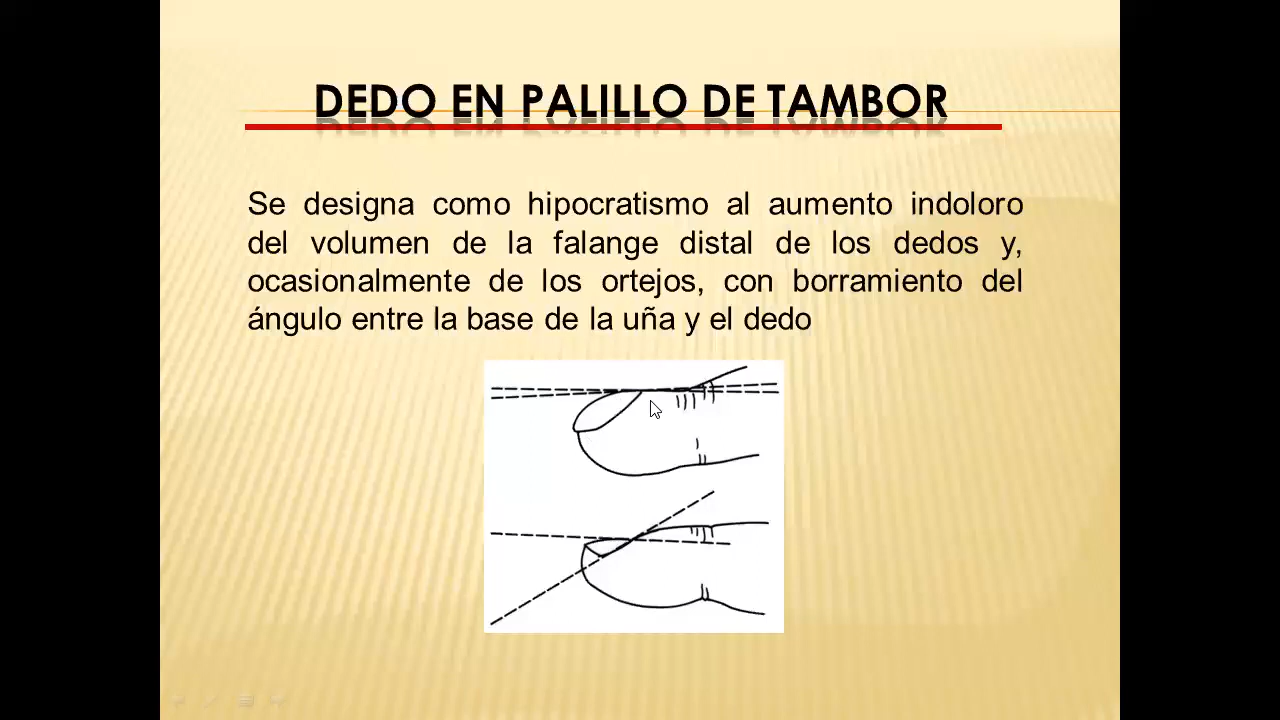 DEDO EN PALILLO DE TAMBOR
Se designa como hipocratismo al aumento indoloro
del volumen de la falange distal de los dedos y,
ocasionalmente de los ortejos, con borramiento del
ángulo entre la base de la uña y el dedo